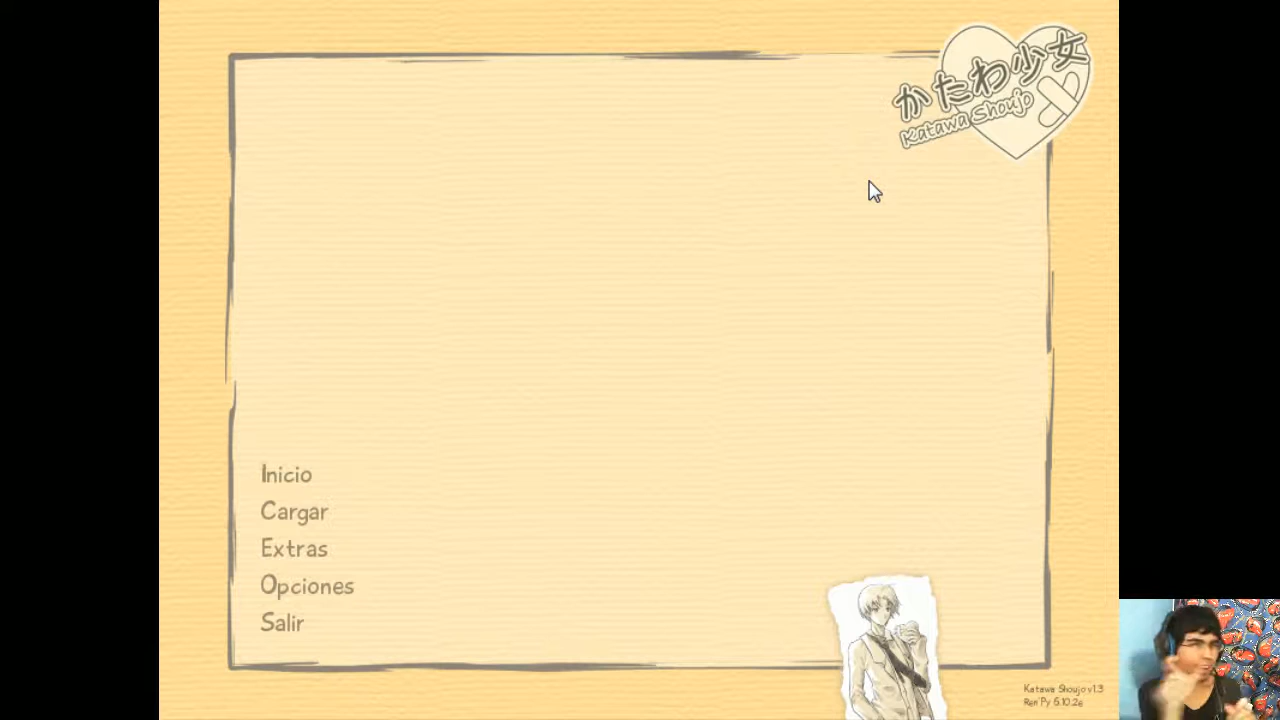 かたわ少女
Katawa Shoujo
Inicio
Cargar
Extras
Opciones
Salir
Katawa Shoujo v1.3
Ren'Py 6.10.2e